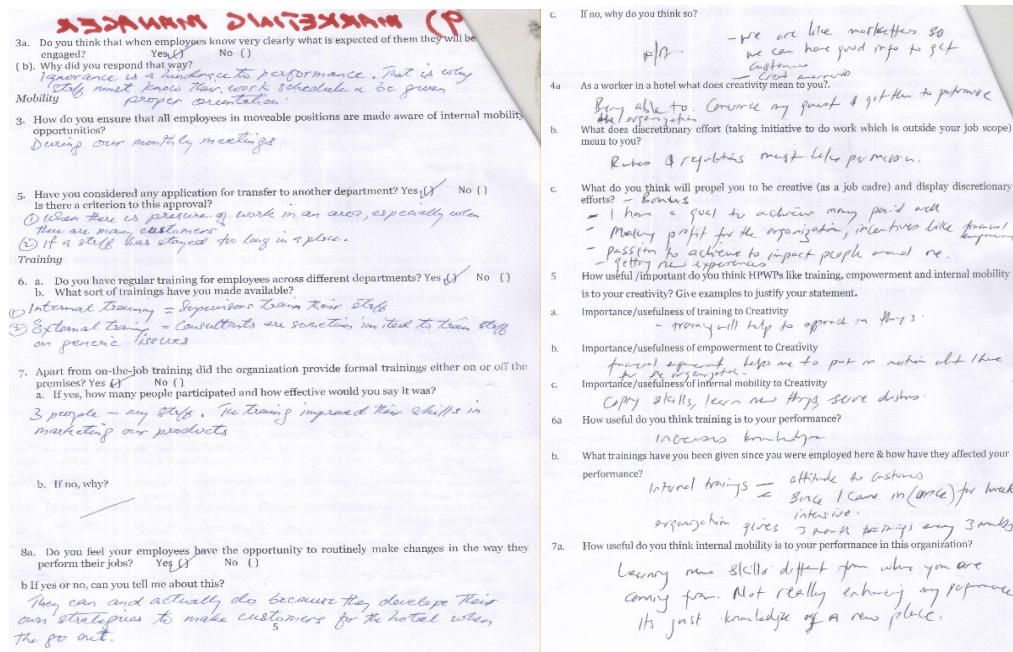 9) MARKETING MANAGER
3a. Do you think that when employees know very clearly what is expected of them they will be
engaged? Yes () No ()
(b). Why did you respond that way?
Ignorance is a hindrance to performance. That is why
staff must know their work schedule & be given
proper orientation.
Mobility
3. How do you ensure that all employees in moveable positions are made aware of internal mobility
opportunities?
During our monthly meetings
5. Have you considered any application for transfer to another department? Yes () No ()
Is there a criterion to this approval?
① When there is pressure of work in an area, especially when
there are many customers
② If a staff has stayed too long in a place.
Training
6. a. Do you have regular training for employees across different departments? Yes () No ()
b. What sort of trainings have you made available?
① Internal training = Supervisors train their staff
② External training - Consultants are sometimes invited to train staff
on generic issues
7. Apart from on-the-job training did the organization provide formal trainings either on or off the
premises? Yes () No ()
a. If yes, how many people participated and how effective would you say it was?
3 people - my staff. The training improved their skills in
marketing our products
b. If no, why?
8a. Do you feel your employees have the opportunity to routinely make changes in the way they
perform their jobs? Yes () No ()
b If yes or no, can you tell me about this?
They can and actually do because they develope their
own strategies to make customers for the hotel when
the go out.
5
c. If no, why do you think so?
N/A. - we are like marketers so
we can have good info to get
customers
4a As a worker in a hotel what does creativity mean to you?.
Being able to. Convince my guest & get them to patronise
the organization
b. What does discretionary effort (taking initiative to do work which is outside your job scope)
mean to you?
Rules & regulations must take permission.
c. What do you think will propel you to be creative (as a job cadre) and display discretionary
efforts? - Bonus
- I have a goal to achieve many paid well
- Making profit for the organization, incentives like financial
- passion to achieve to impact people around me.
- getting new experiences
5 How useful /important do you think HPWPs like training, empowerment and internal mobility
is to your creativity? Give examples to justify your statement.
a. Importance/usefulness of training to Creativity
- training will help to in things.
b. Importance/usefulness of empowerment to Creativity
financial helps me to put in motion what I have
for the organization.
c. Importance/usefulness of internal mobility to Creativity
Copy skills, learn new things, serve
6a How useful do you think training is to your performance?
Increases knowledge
b. What trainings have you been given since you were employed here & how have they affected your
performance?
Internal trainings - attitude to customers
- Since I came in (once) for 1 week
intensive.
organization gives 3 month trainings every 3 months
7a. How useful do you think internal mobility is to your performance in this organization?
Learning new skills different from where you are
coming from. Not really enhancing my performance
Its just knowledge of a new place.